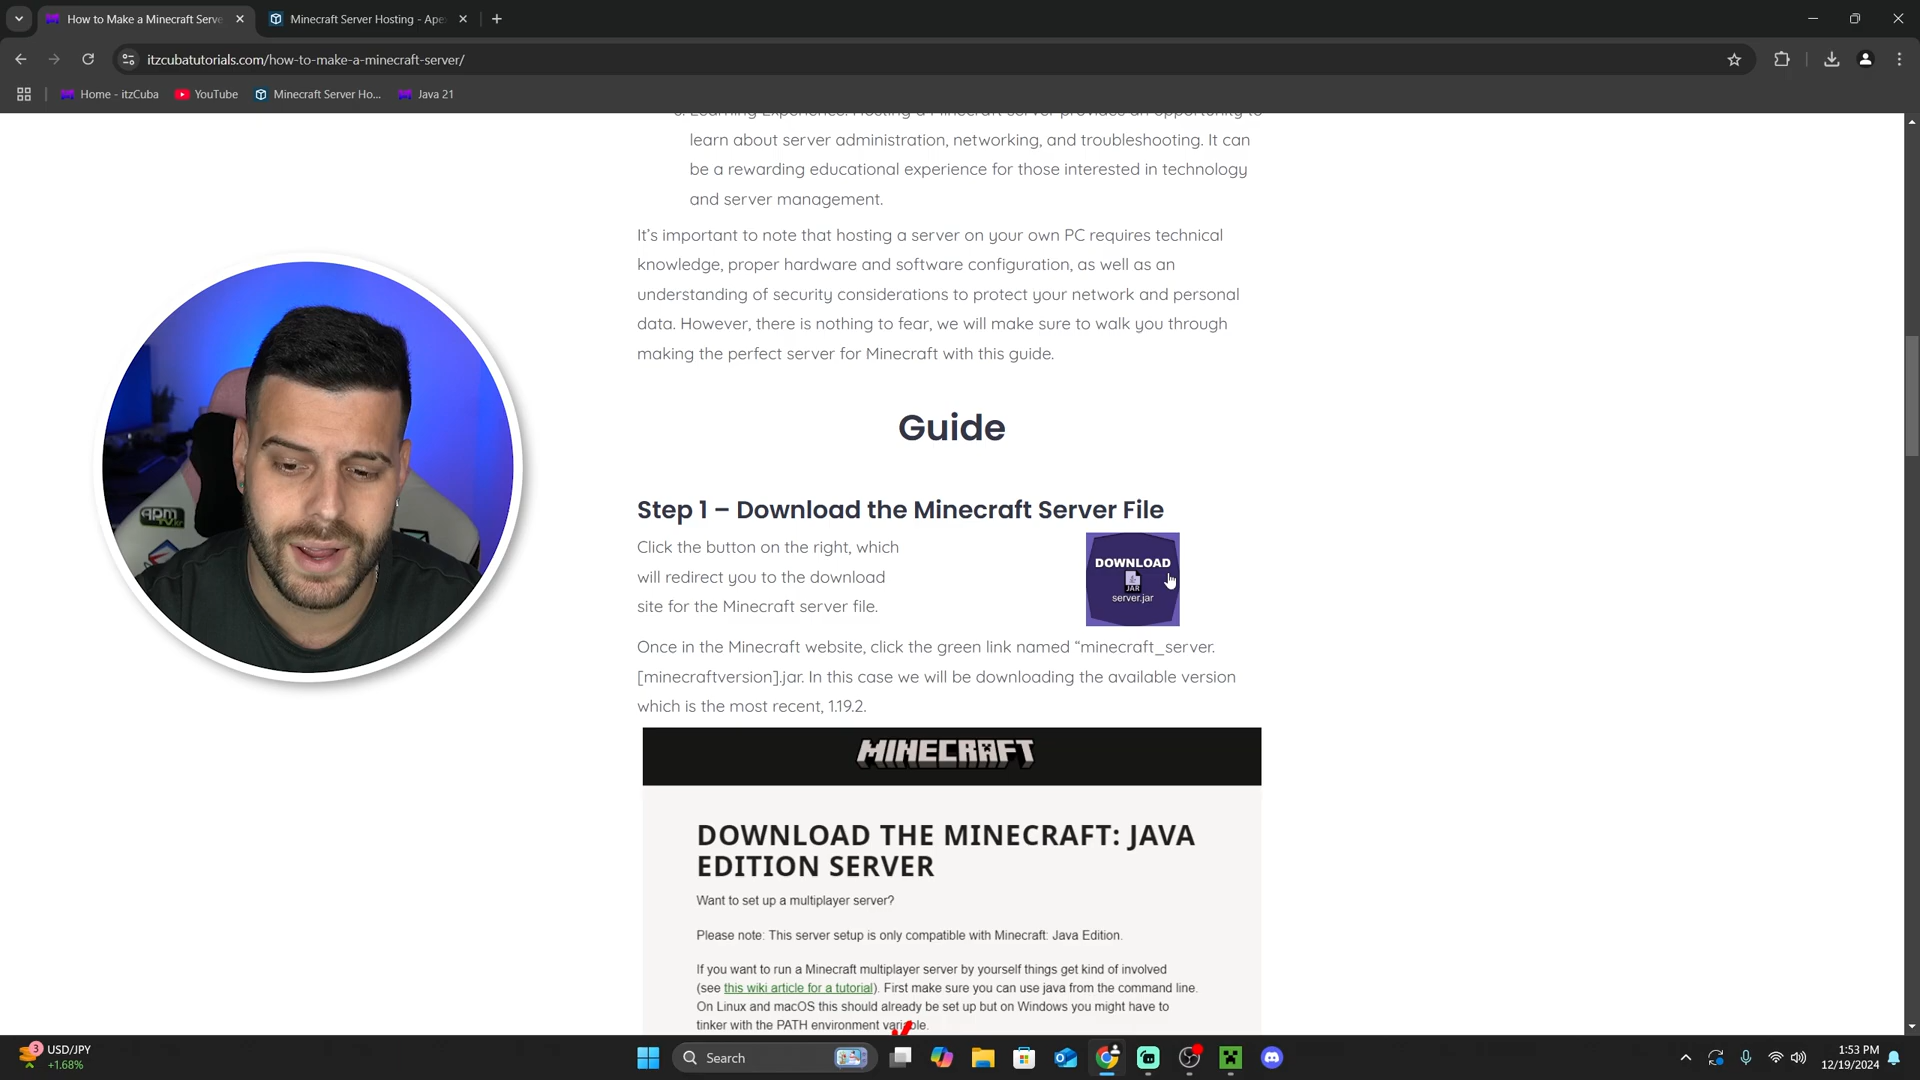 How to Make a Minecraft Serve
Minecraft Server Hosting - Ape
itzcubatutorials.com/how-to-make-a-minecraft-server/
Home - itzCuba
YouTube
Minecraft Server Ho...
Java 21
Learning Experience: Hosting a Minecraft server provides an opportunity to
learn about server administration, networking, and troubleshooting. It can
be a rewarding educational experience for those interested in technology
and server management.
It's important to note that hosting a server on your own PC requires technical
knowledge, proper hardware and software configuration, as well as an
understanding of security considerations to protect your network and personal
data. However, there is nothing to fear, we will make sure to walk you through
making the perfect server for Minecraft with this guide.
Guide
Step 1 – Download the Minecraft Server File
Click the button on the right, which
will redirect you to the download
site for the Minecraft server file.
DOWNLOAD
JAR
server.jar
Once in the Minecraft website, click the green link named “minecraft_server.
[minecraftversion].jar. In this case we will be downloading the available version
which is the most recent, 1.19.2.
MINECRAFT
DOWNLOAD THE MINECRAFT: JAVA
EDITION SERVER
Want to set up a multiplayer server?
Please note: This server setup is only compatible with Minecraft: Java Edition.
If you want to run a Minecraft multiplayer server by yourself things get kind of involved
(see this wiki article for a tutorial). First make sure you can use java from the command line.
On Linux and macOS this should already be set up but on Windows you might have to
tinker with the PATH environment variable.
3
USD/JPY
+1.68%
Search
1:53 PM
12/19/2024